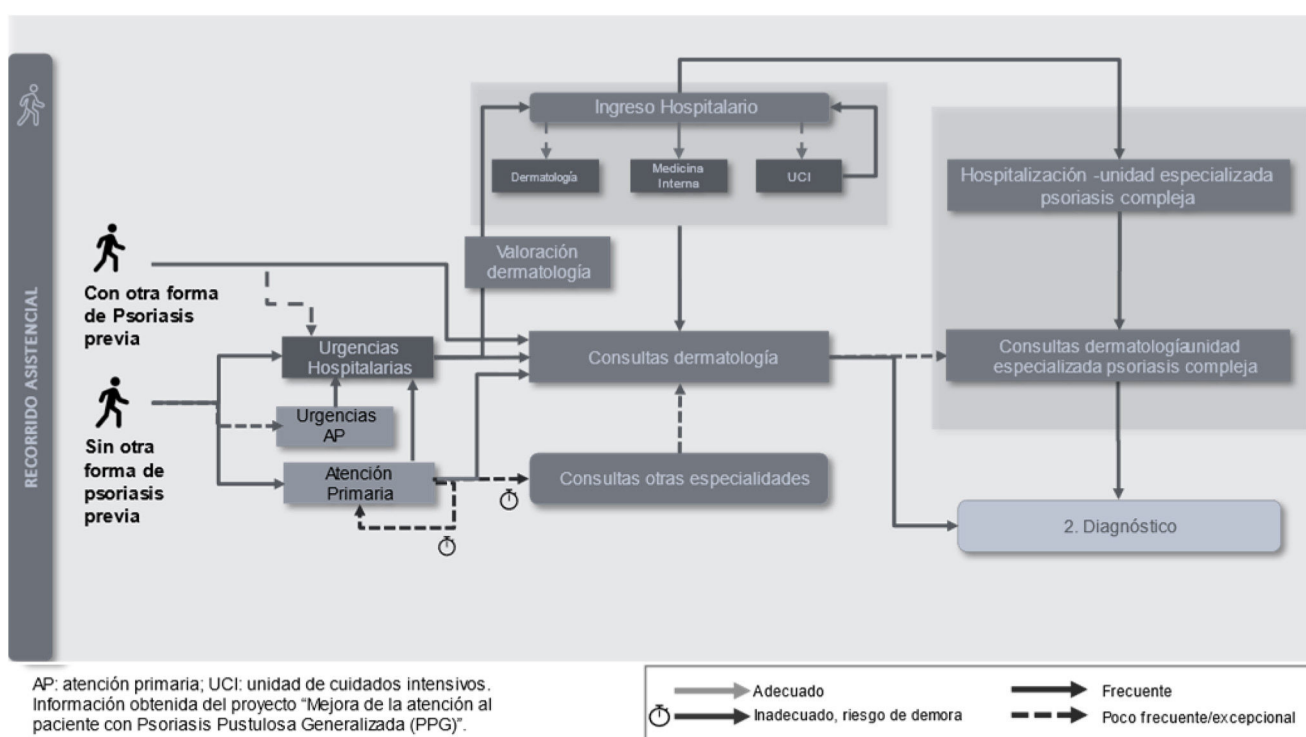 RECORRIDO ASISTENCIAL
Ingreso Hospitalario
Dermatología
Medicina
Interna
UCI
Hospitalización -unidad especializada
psoriasis compleja
Valoración
dermatología
Con otra forma
de Psoriasis
previa
Urgencias
Hospitalarias
Consultas dermatología
Consultas dermatologíaunidad
especializada psoriasis compleja
Urgencias
AP
Sin otra
forma de
psoriasis
previa
Atención
Primaria
Consultas otras especialidades
2. Diagnóstico
AP: atención primaria; UCI: unidad de cuidados intensivos.
Información obtenida del proyecto “Mejora de la atención al
paciente con Psoriasis Pustulosa Generalizada (PPG)”.
Adecuado
Inadecuado, riesgo de demora
Frecuente
Poco frecuente/excepcional